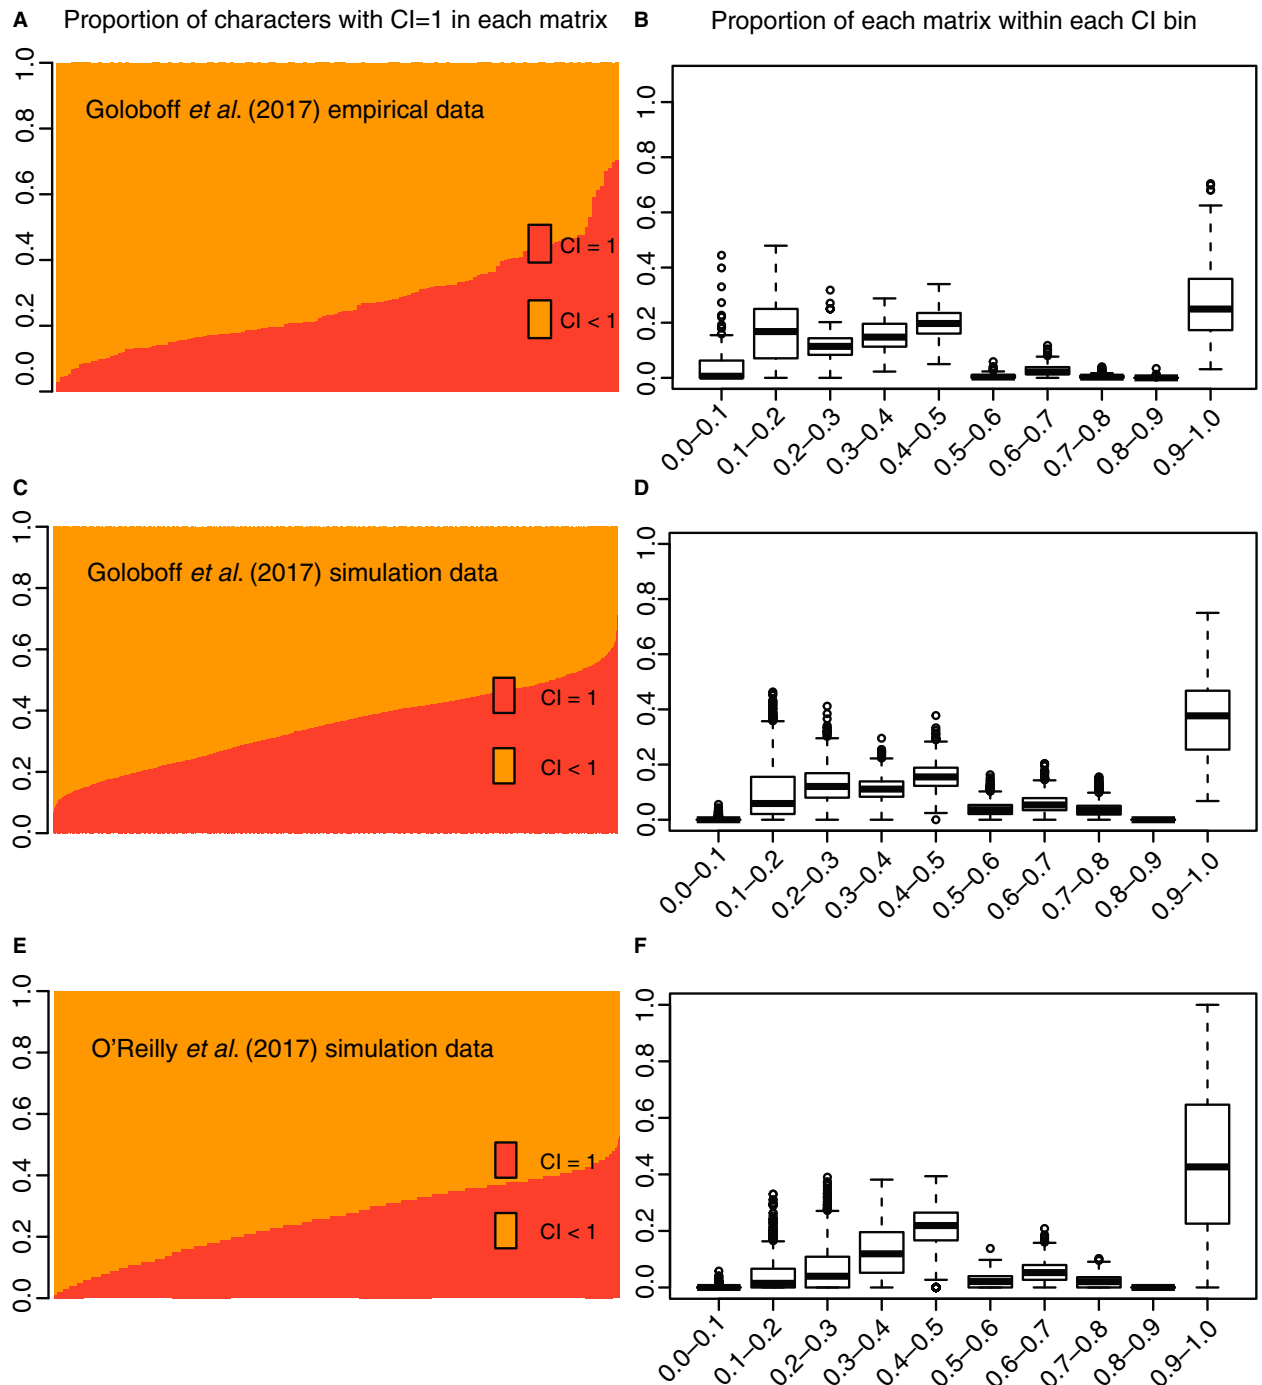 A Proportion of characters with CI=1 in each matrix
1.0
0.8
0.6
0.4
0.2
0.0
Goloboff et al. (2017) empirical data
CI = 1
CI < 1
B Proportion of each matrix within each CI bin
1.0
0.8
0.6
0.4
0.2
0.0
0.0–0.1 0.1–0.2 0.2–0.3 0.3–0.4 0.4–0.5 0.5–0.6 0.6–0.7 0.7–0.8 0.8–0.9 0.9–1.0
C
1.0
0.8
0.6
0.4
0.2
0.0
Goloboff et al. (2017) simulation data
CI = 1
CI < 1
D
1.0
0.8
0.6
0.4
0.2
0.0
0.0–0.1 0.1–0.2 0.2–0.3 0.3–0.4 0.4–0.5 0.5–0.6 0.6–0.7 0.7–0.8 0.8–0.9 0.9–1.0
E
1.0
0.8
0.6
0.4
0.2
0.0
O'Reilly et al. (2017) simulation data
CI = 1
CI < 1
F
1.0
0.8
0.6
0.4
0.2
0.0
0.0–0.1 0.1–0.2 0.2–0.3 0.3–0.4 0.4–0.5 0.5–0.6 0.6–0.7 0.7–0.8 0.8–0.9 0.9–1.0